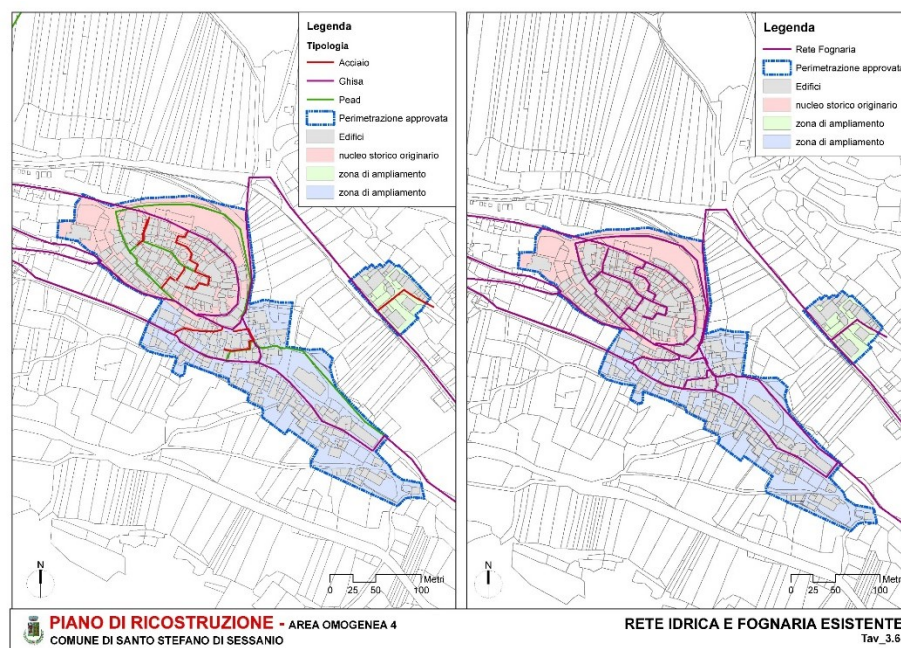 Legenda
Tipologia
Acciaio
Ghisa
Pead
Perimetrazione approvata
Edifici
nucleo storico originario
zona di ampliamento
zona di ampliamento
N
Metri
0 25 50 100
Legenda
Rete Fognaria
Perimetrazione approvata
Edifici
nucleo storico originario
zona di ampliamento
zona di ampliamento
N
Metri
0 25 50 100
PIANO DI RICOSTRUZIONE - AREA OMOGENEA 4
COMUNE DI SANTO STEFANO DI SESSANIO
RETE IDRICA E FOGNARIA ESISTENTE
Tav_3.6